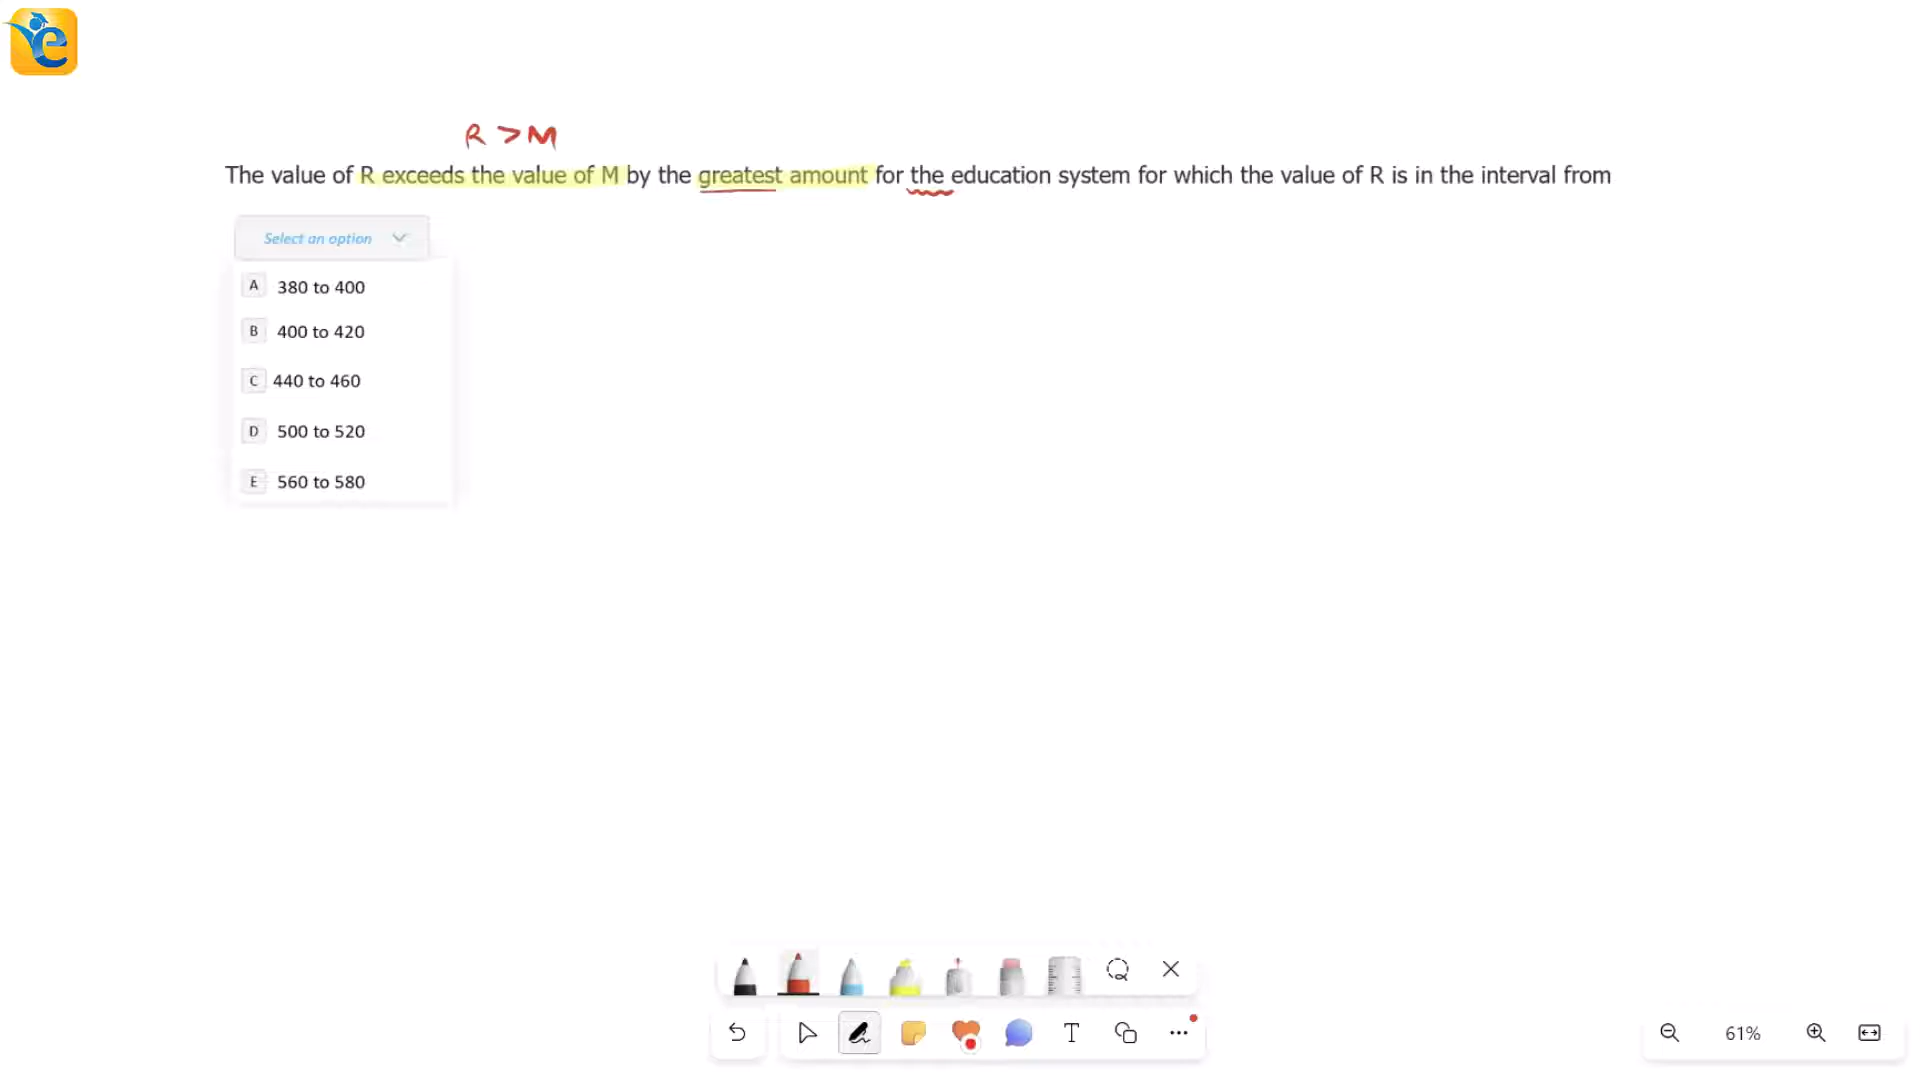 e
R > M
The value of R exceeds the value of M by the greatest amount for the education system for which the value of R is in the interval from
Select an option
A 380 to 400
B 400 to 420
C 440 to 460
D 500 to 520
E 560 to 580
T
61%